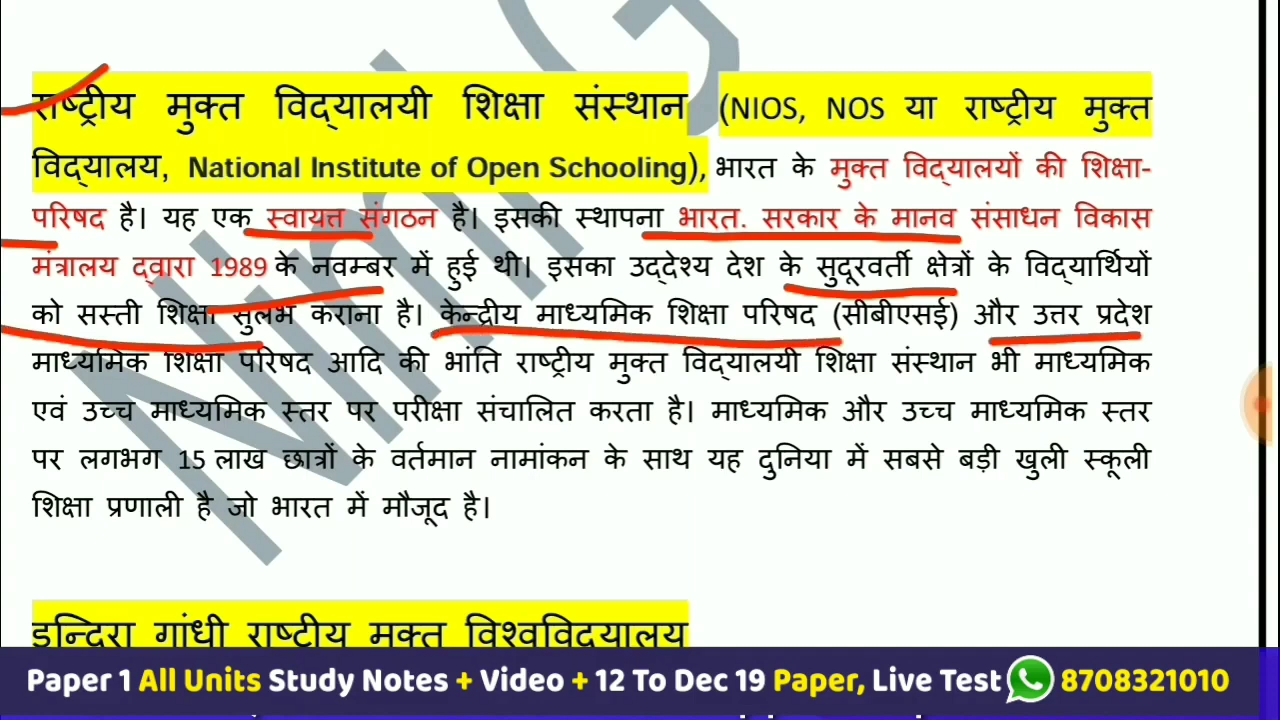 राष्ट्रीय मुक्त विद्यालयी शिक्षा संस्थान (NIOS, NOS या राष्ट्रीय मुक्त
विद्यालय, National Institute of Open Schooling), भारत के मुक्त विद्यालयों की शिक्षा-
परिषद है। यह एक स्वायत्त संगठन है। इसकी स्थापना भारत. सरकार के मानव संसाधन विकास
मंत्रालय द्वारा 1989 के नवम्बर में हुई थी। इसका उद्देश्य देश के सुदूरवर्ती क्षेत्रों के विद्यार्थियों
को सस्ती शिक्षा सुलभ कराना है। केन्द्रीय माध्यमिक शिक्षा परिषद (सीबीएसई) और उत्तर प्रदेश
माध्यमिक शिक्षा परिषद आदि की भांति राष्ट्रीय मुक्त विद्यालयी शिक्षा संस्थान भी माध्यमिक
एवं उच्च माध्यमिक स्तर पर परीक्षा संचालित करता है। माध्यमिक और उच्च माध्यमिक स्तर
पर लगभग 15 लाख छात्रों के वर्तमान नामांकन के साथ यह दुनिया में सबसे बड़ी खुली स्कूली
शिक्षा प्रणाली है जो भारत में मौजूद है।
इन्दिरा गांधी राष्ट्रीय मुक्त विश्वविद्यालय
Paper 1 All Units Study Notes + Video + 12 To Dec 19 Paper, Live Test 8708321010